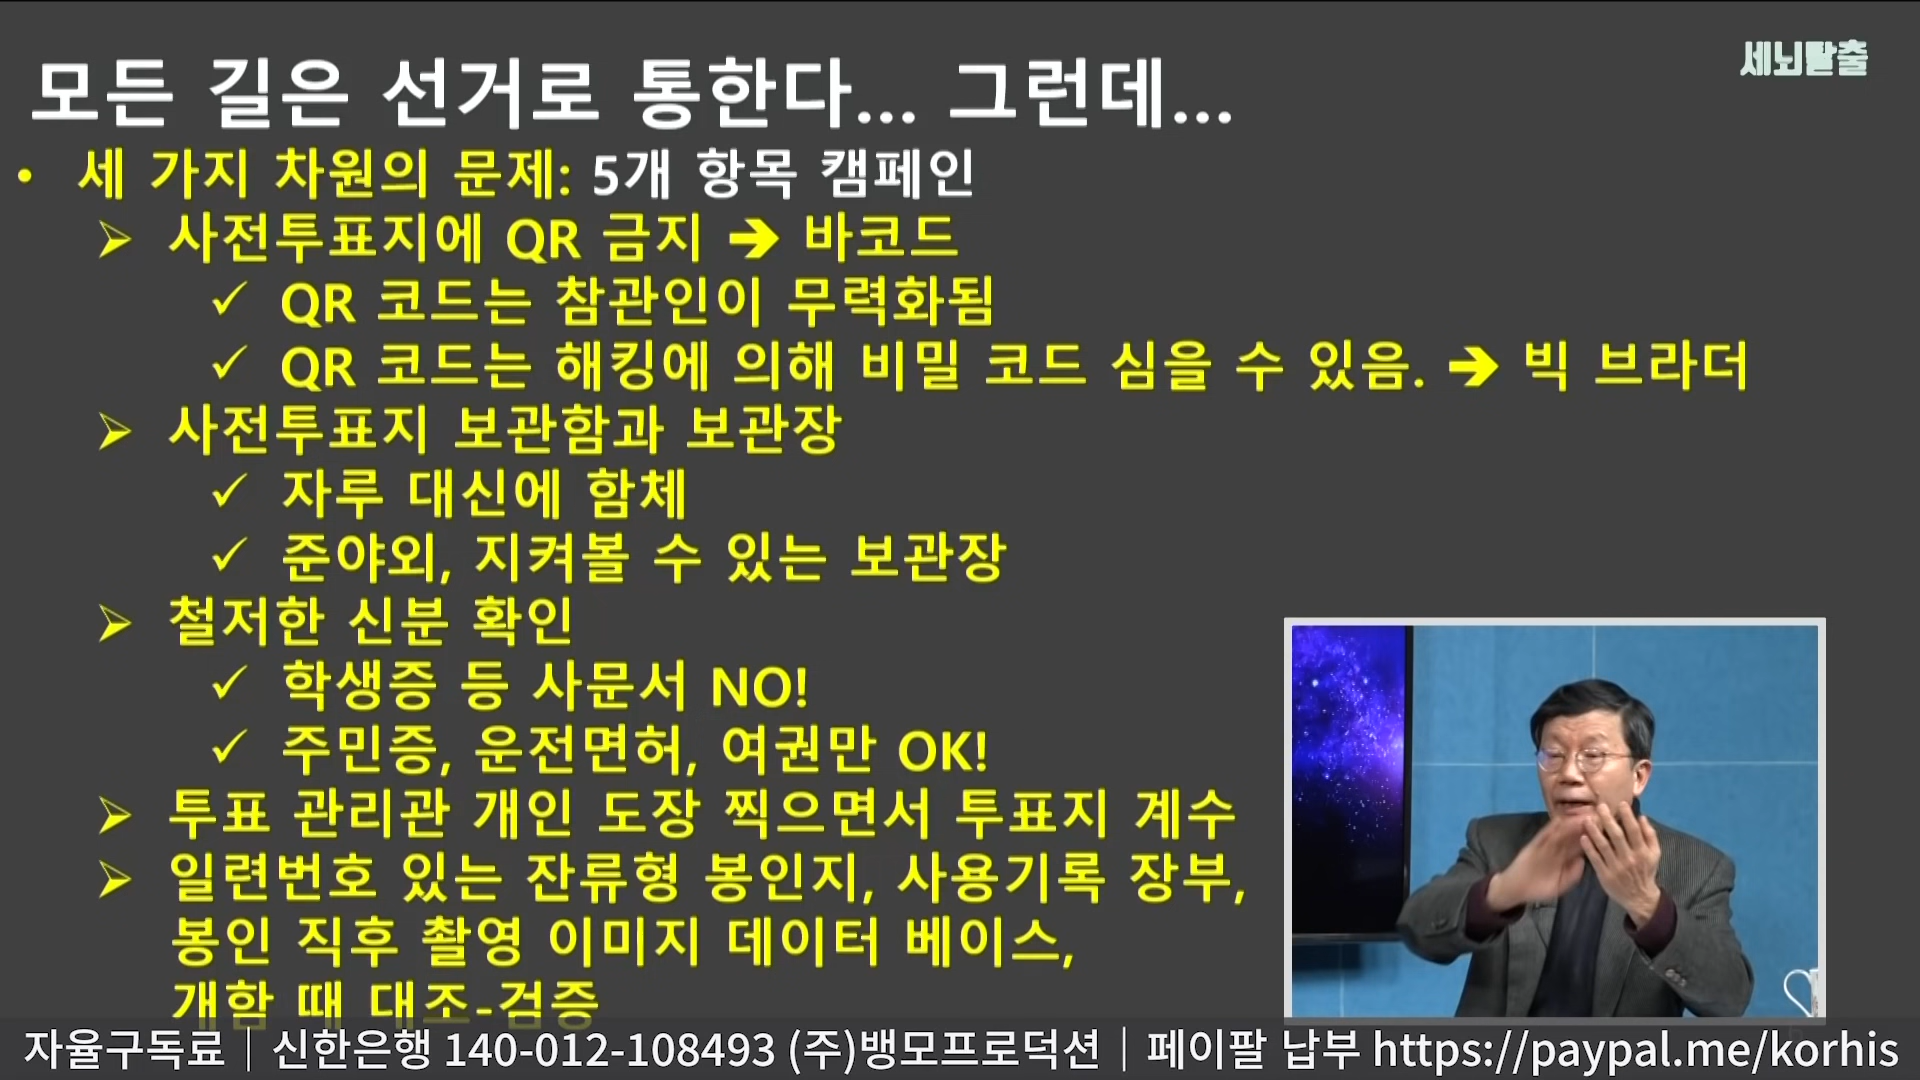 세뇌탈출
모든 길은 선거로 통한다... 그런데...
• 세 가지 차원의 문제: 5개 항목 캠페인
➢ 사전투표지에 QR 금지 ➔ 바코드
✓ QR 코드는 참관인이 무력화됨
✓ QR 코드는 해킹에 의해 비밀 코드 심을 수 있음. ➔ 빅 브라더
➢ 사전투표지 보관함과 보관장
✓ 자루 대신에 함체
✓ 준야외, 지켜볼 수 있는 보관장
➢ 철저한 신분 확인
✓ 학생증 등 사문서 NO!
✓ 주민증, 운전면허, 여권만 OK!
➢ 투표 관리관 개인 도장 찍으면서 투표지 계수
➢ 일련번호 있는 잔류형 봉인지, 사용기록 장부,
봉인 직후 촬영 이미지 데이터 베이스,
개함 때 대조-검증
자율구독료｜신한은행 140-012-108493 (주)뱅모프로덕션｜페이팔 납부 https://paypal.me/korhis